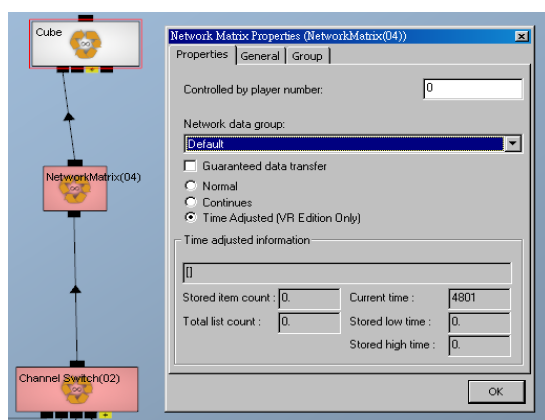 Cube
NetworkMatrix(04)
Channel Switch(02)
Network Matrix Properties (NetworkMatrix(04))
Properties General Group
Controlled by player number: 0
Network data group:
Default
Guaranteed data transfer
Normal
Continues
Time Adjusted (VR Edition Only)
Time adjusted information
[]
Stored item count : 0. Current time : 4801
Total list count : 0. Stored low time : 0.
Stored high time : 0.
OK